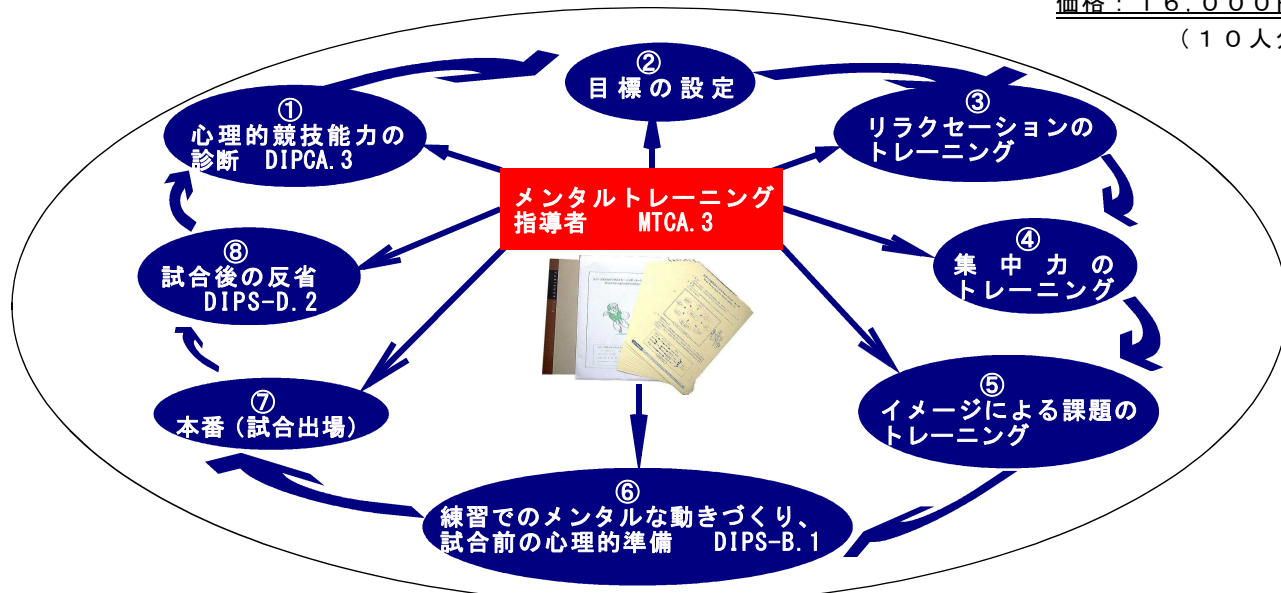 価格：１６,０００
（１０人
①
心理的競技能力の
診断　DIPCA.3
②
目標の設定
③
リラクセーションの
トレーニング
メンタルトレーニング
指導者　　MTCA.3
④
集中力の
トレーニング
⑤
イメージによる課題の
トレーニング
⑥
練習でのメンタルな動きづくり、
試合前の心理的準備　　DIPS-B.1
⑦
本番（試合出場）
⑧
試合後の反省
DIPS-D.2